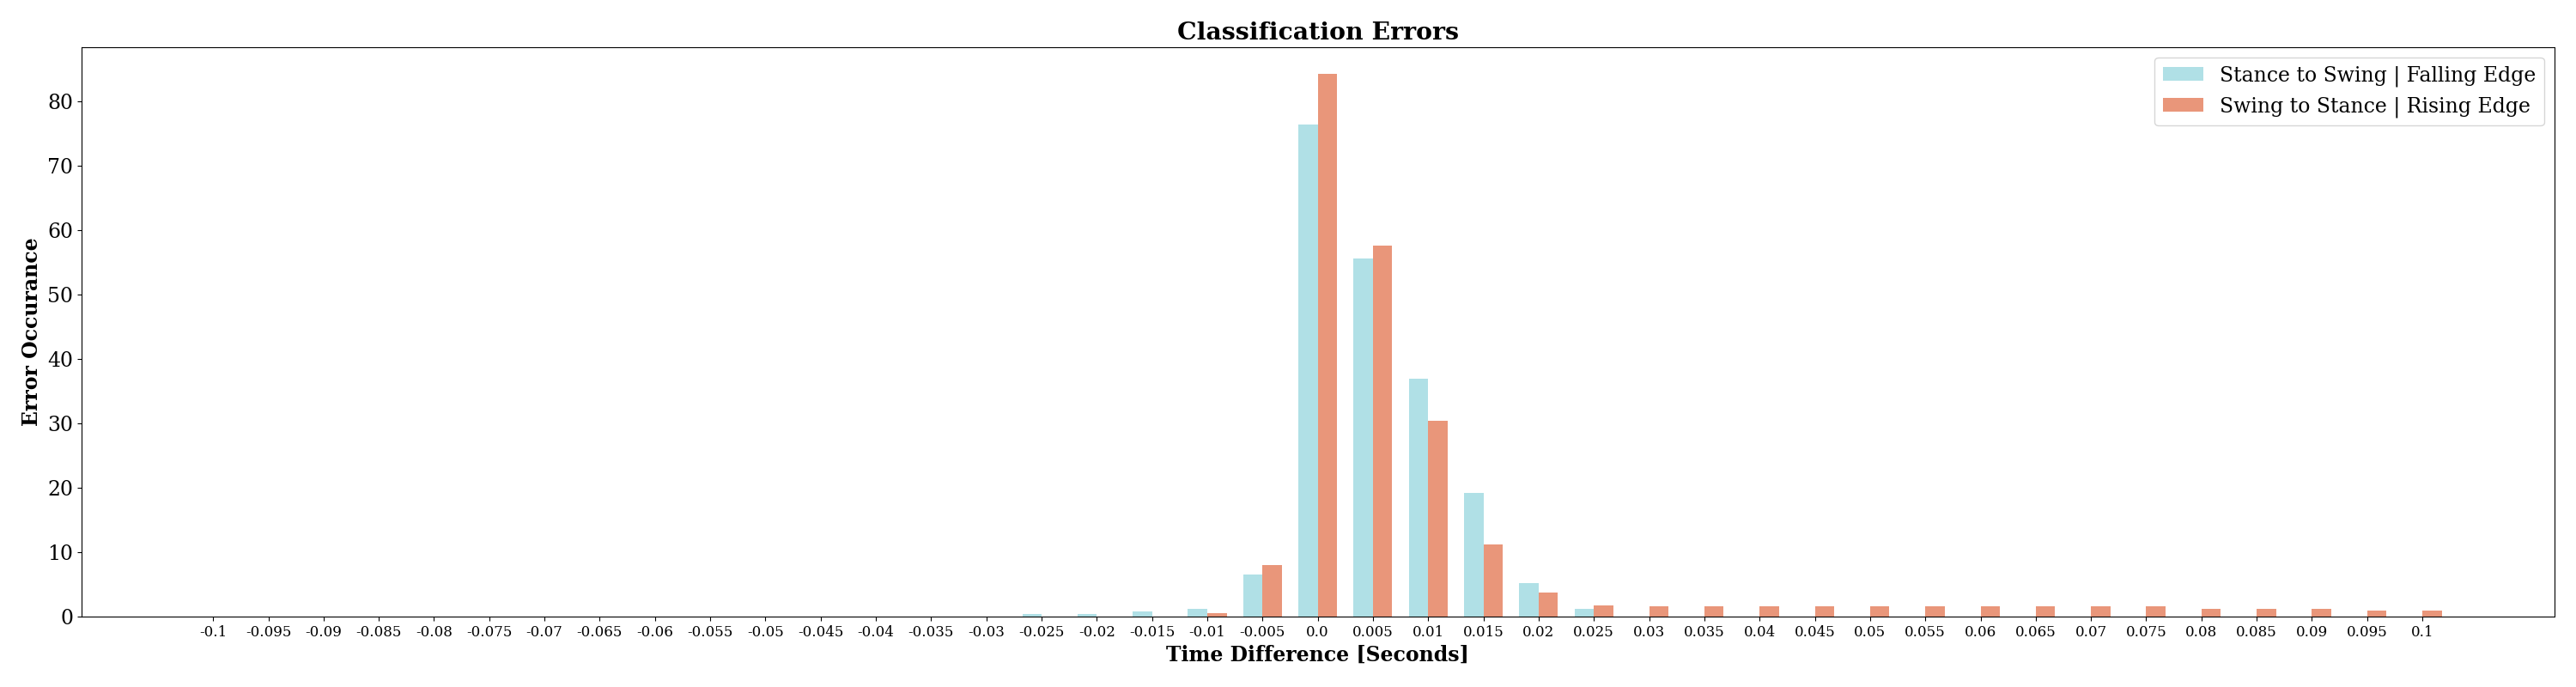 Classification Errors
Stance to Swing | Falling Edge
Swing to Stance | Rising Edge
Error Occurance
80
70
60
50
40
30
20
10
0
-0.1 -0.095 -0.09 -0.085 -0.08 -0.075 -0.07 -0.065 -0.06 -0.055 -0.05 -0.045 -0.04 -0.035 -0.03 -0.025 -0.02 -0.015 -0.01 -0.005 0.0 0.005 0.01 0.015 0.02 0.025 0.03 0.035 0.04 0.045 0.05 0.055 0.06 0.065 0.07 0.075 0.08 0.085 0.09 0.095 0.1
Time Difference [Seconds]